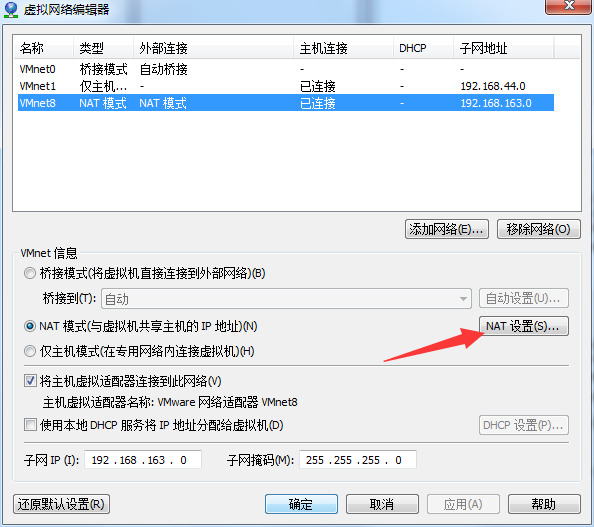 虚拟网络编辑器
名称 类型 外部连接 主机连接 DHCP 子网地址
VMnet0 桥接模式 自动桥接 - - -
VMnet1 仅主机... - 已连接 - 192.168.44.0
VMnet8 NAT 模式 NAT 模式 已连接 - 192.168.163.0
添加网络(E)... 移除网络(O)
VMnet 信息
桥接模式(将虚拟机直接连接到外部网络)(B)
桥接到(T): 自动 自动设置(U)...
NAT 模式(与虚拟机共享主机的 IP 地址)(N) NAT 设置(S)...
仅主机模式(在专用网络内连接虚拟机)(H)
将主机虚拟适配器连接到此网络(V)
主机虚拟适配器名称: VMware 网络适配器 VMnet8
使用本地 DHCP 服务将 IP 地址分配给虚拟机(D) DHCP 设置(P)...
子网 IP (I): 192 .168 .163 . 0 子网掩码(M): 255 .255 .255 . 0
还原默认设置(R) 确定 取消 应用(A) 帮助